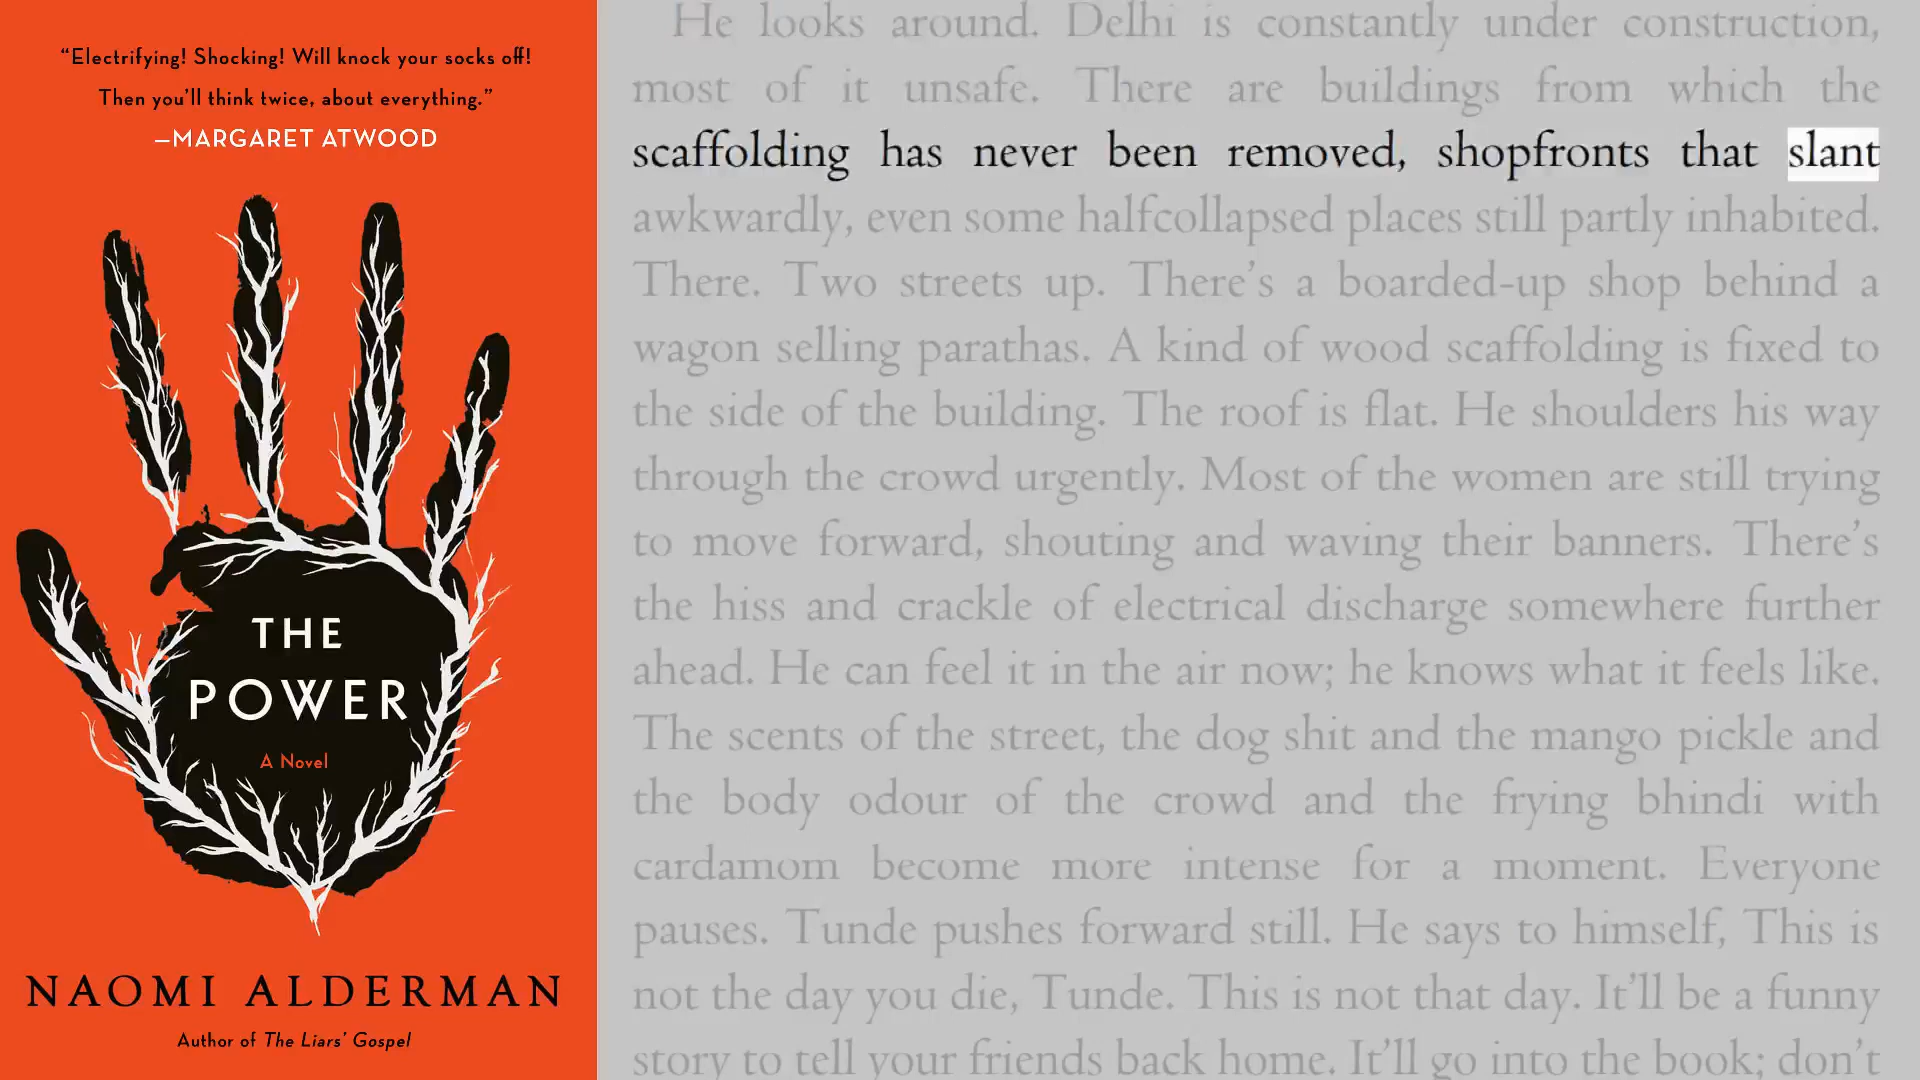 “Electrifying! Shocking! Will knock your socks off!
Then you’ll think twice, about everything.”
—MARGARET ATWOOD
THE
POWER
A Novel
NAOMI ALDERMAN
Author of The Liars’ Gospel
He looks around. Delhi is constantly under construction,
most of it unsafe. There are buildings from which the
scaffolding has never been removed, shopfronts that slant
awkwardly, even some halfcollapsed places still partly inhabited.
There. Two streets up. There’s a boarded-up shop behind a
wagon selling parathas. A kind of wood scaffolding is fixed to
the side of the building. The roof is flat. He shoulders his way
through the crowd urgently. Most of the women are still trying
to move forward, shouting and waving their banners. There’s
the hiss and crackle of electrical discharge somewhere further
ahead. He can feel it in the air now; he knows what it feels like.
The scents of the street, the dog shit and the mango pickle and
the body odour of the crowd and the frying bhindi with
cardamom become more intense for a moment. Everyone
pauses. Tunde pushes forward still. He says to himself, This is
not the day you die, Tunde. This is not that day. It’ll be a funny
story to tell your friends back home. It’ll go into the book; don’t